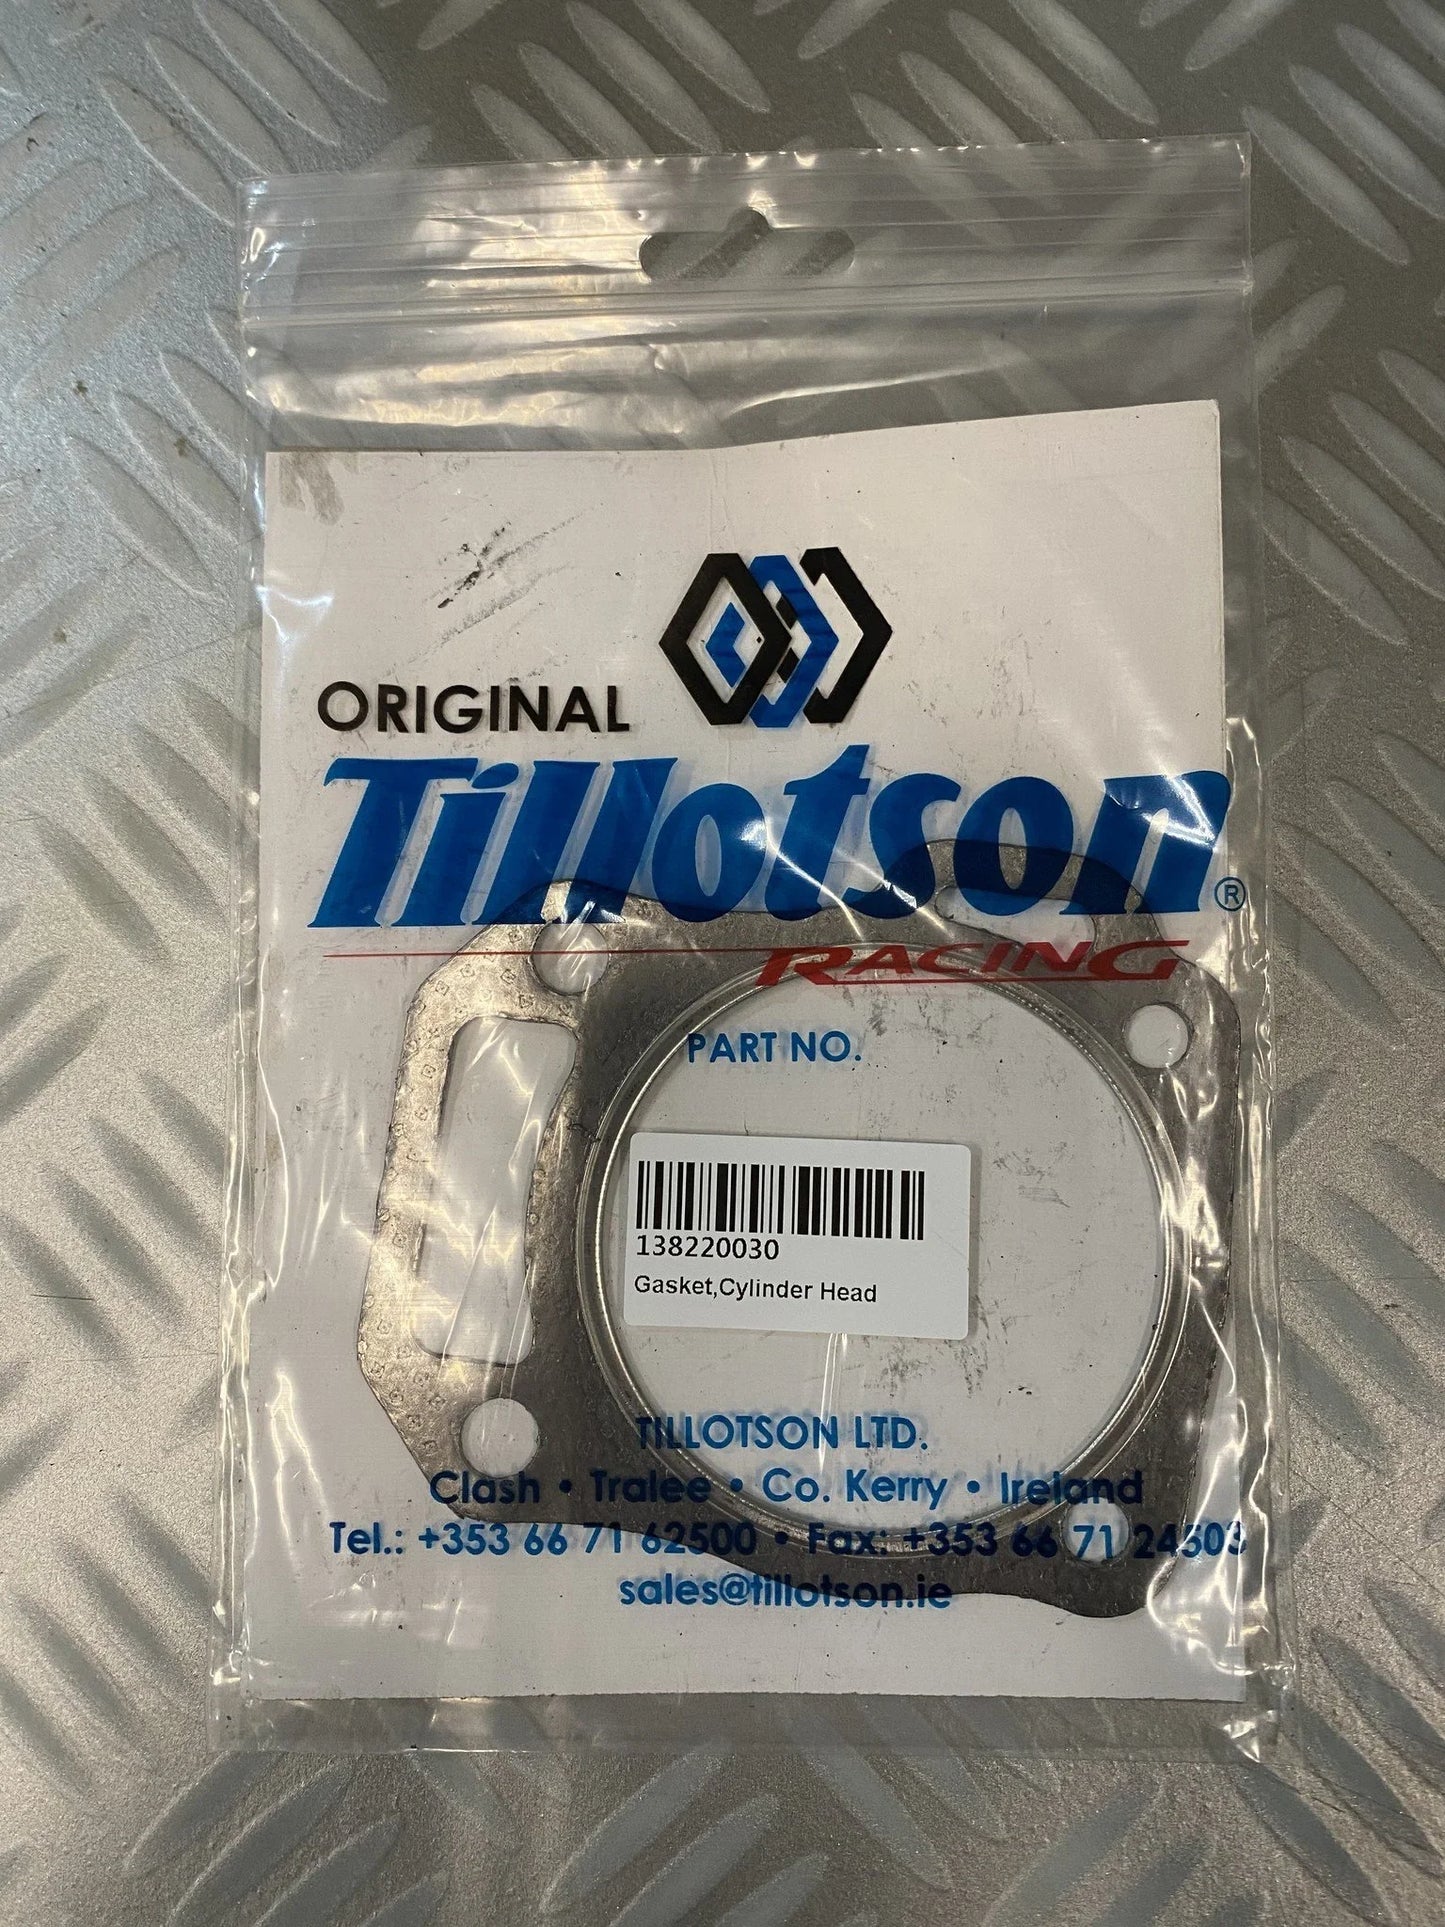 ORIGINAL
Tillotson®
RACING
PART NO.
138220030
Gasket,Cylinder Head
TILLOTSON LTD.
Clash • Tralee • Co. Kerry • Ireland
Tel.: +353 66 71 62500 • Fax: +353 66 71 24503
sales@tillotson.ie